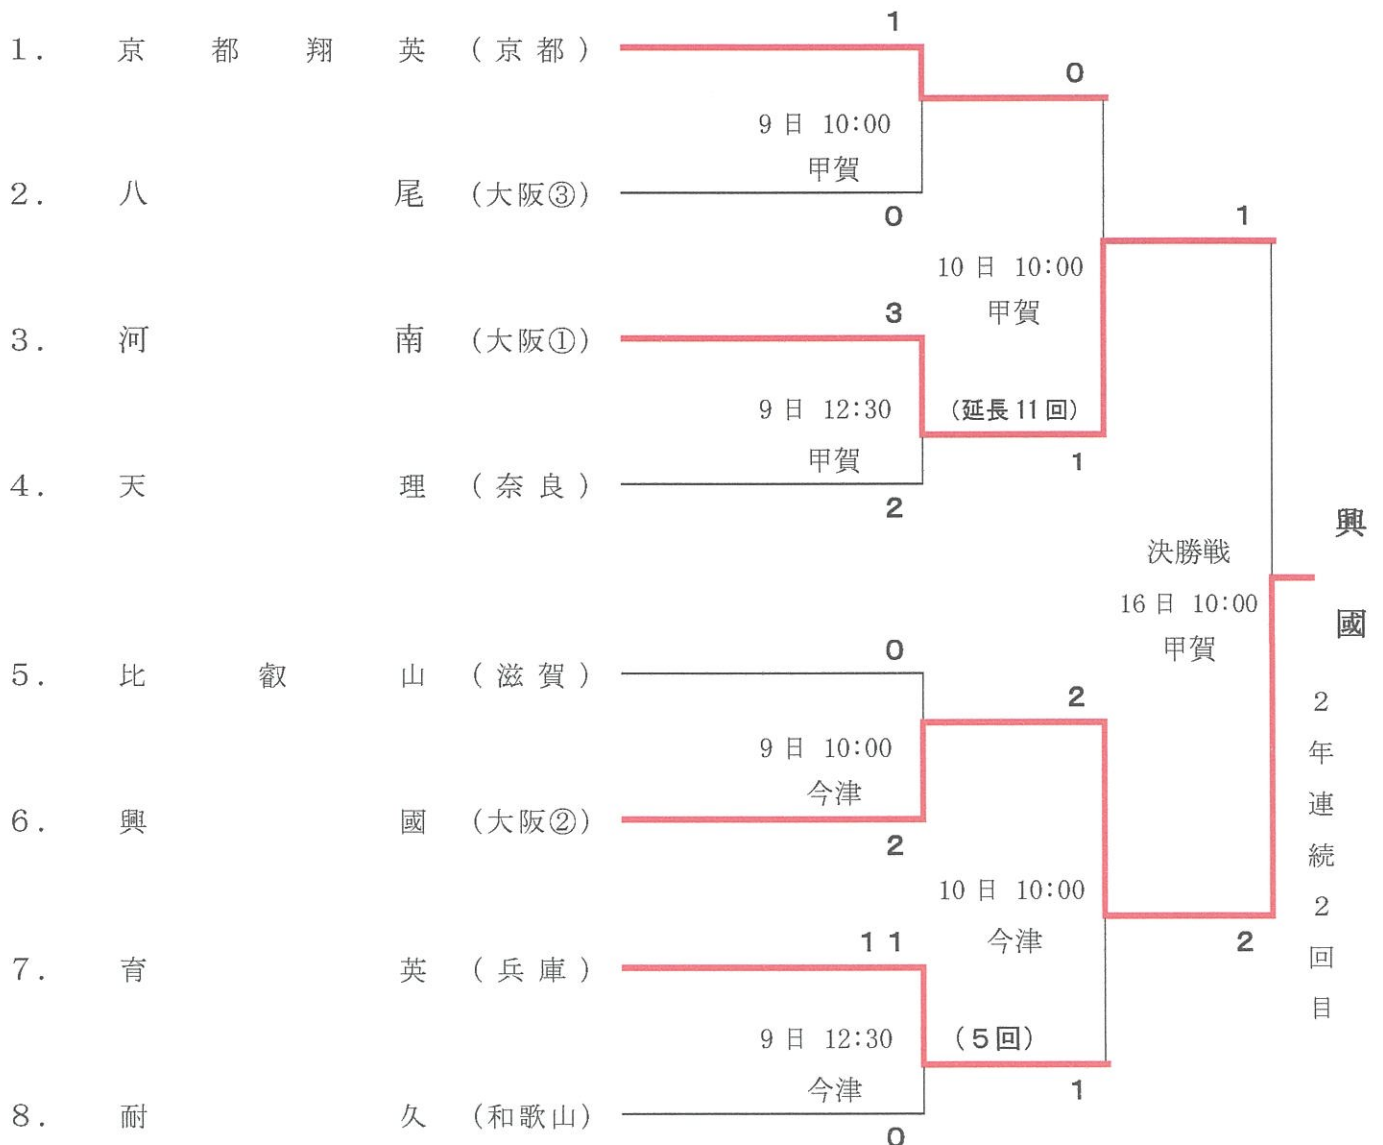 1
1. 京都翔英 (京都)
0
9日 10:00
甲賀
2. 八尾 (大阪③)
0
1
10日 10:00
甲賀
3
3. 河南 (大阪①)
9日 12:30
(延長11回)
甲賀
1
4. 天理 (奈良)
2
決勝戦
16日 10:00
甲賀
0
5. 比叡山 (滋賀)
2
9日 10:00
今津
6. 興國 (大阪②)
2
10日 10:00
今津
11
2
7. 育英 (兵庫)
9日 12:30
(5回)
今津
1
8. 耐久 (和歌山)
0
興國
2年連続2回目